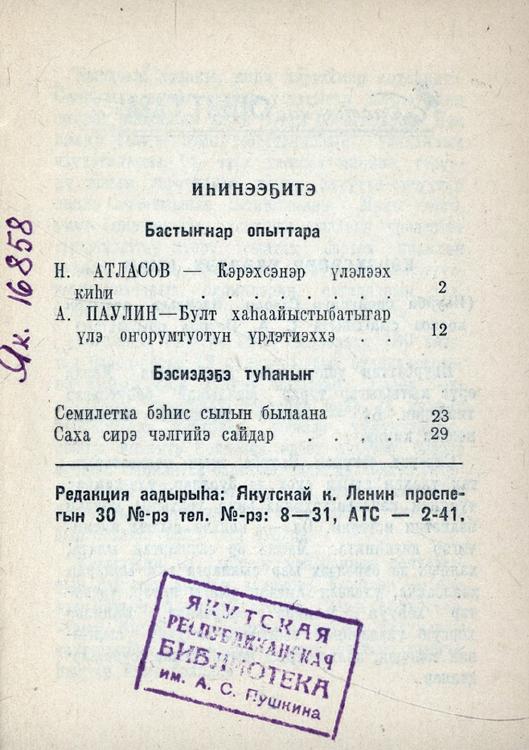 ИҺИНЭЭҔИТЭ
Бастыҥнар опыттара
Н. АТЛАСОВ — Кэрэхсэнэр үлэлээх
киһи . . . . . . . 2
А. ПАУЛИН—Булт хаһаайыстыбатыгар
үлэ оҥорумтуотун үрдэтиэххэ . . 12
Бэсиздэҕэ туһаныҥ
Семилетка бэһис сылын былаана 23
Саха сирэ чэлгийэ сайдар . . . 29
Редакция аадырыһа: Якутскай к. Ленин проспе-
гын 30 №-рэ тел. №-рэ: 8—31, АТС — 2-41.
Як. 16858
ЯКУТСКАЯ
РЕСПУБЛИКАНСКАЯ
БИБЛИОТЕКА
им. А. С. Пушкина